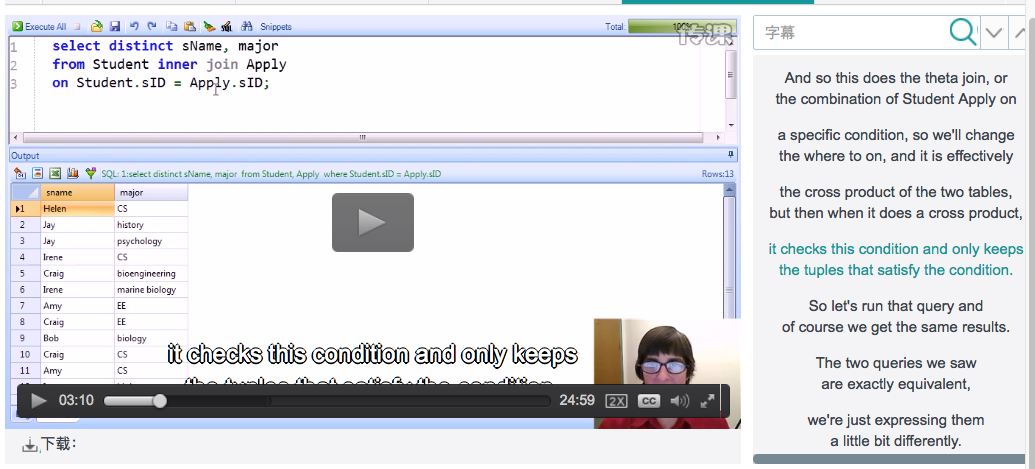 Execute All
Snippets
Total:
100%
1 select distinct sName, major
2 from Student inner join Apply
3 on Student.sID = Apply.sID;
Output
SQL: 1:select distinct sName, major from Student, Apply where Student.sID = Apply.sID
Rows:13
sname major
1 Helen CS
2 Jay history
3 Jay psychology
4 Irene CS
5 Craig bioengineering
6 Irene marine biology
7 Amy EE
8 Craig EE
9 Bob biology
10 Craig CS
11 Amy CS
it checks this condition and only keeps
the tuples that satisfy the condition.
03:10
24:59
2X
CC
下载:
字幕
And so this does the theta join, or
the combination of Student Apply on
a specific condition, so we'll change
the where to on, and it is effectively
the cross product of the two tables,
but then when it does a cross product,
it checks this condition and only keeps
the tuples that satisfy the condition.
So let's run that query and
of course we get the same results.
The two queries we saw
are exactly equivalent,
we're just expressing them
a little bit differently.